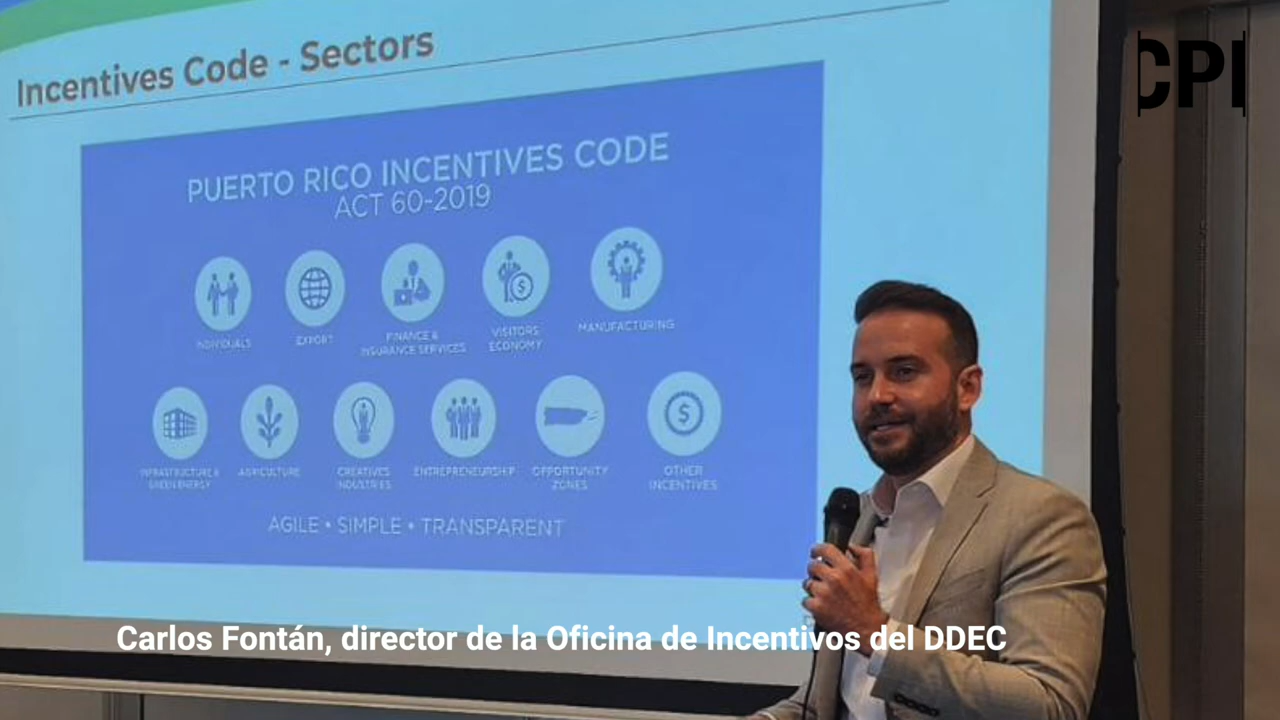 Incentives Code - Sectors
CPI
PUERTO RICO INCENTIVES CODE
ACT 60-2019
INDIVIDUALS
EXPORT
FINANCE &
INSURANCE SERVICES
VISITORS
ECONOMY
MANUFACTURING
INFRASTRUCTURE &
GREEN ENERGY
AGRICULTURE
CREATIVES
INDUSTRIES
ENTREPRENEURSHIP
OPPORTUNITY
ZONES
OTHER
INCENTIVES
AGILE • SIMPLE • TRANSPARENT
Carlos Fontán, director de la Oficina de Incentivos del DDEC